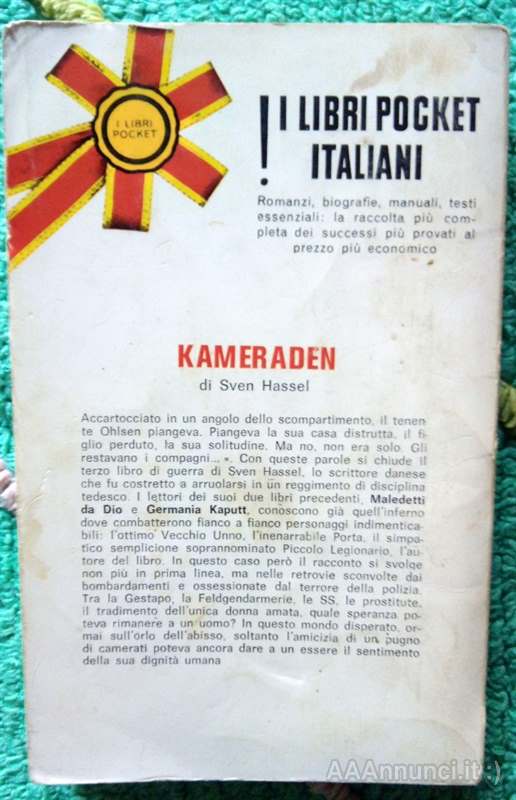 I LIBRI
POCKET
! I LIBRI POCKET
ITALIANI
Romanzi, biografie, manuali, testi
essenziali: la raccolta più com-
pleta dei successi più provati al
prezzo più economico
KAMERADEN
di Sven Hassel
Accartocciato in un angolo dello scompartimento, il tenen-
te Ohlsen piangeva. Piangeva la sua casa distrutta, il fi-
glio perduto, la sua solitudine. Ma no, non era solo. Gli
restavano i compagni... ». Con queste parole si chiude il
terzo libro di guerra di Sven Hassel, lo scrittore danese
che fu costretto a arruolarsi in un reggimento di disciplina
tedesco. I lettori dei suoi due libri precedenti, Maledetti
da Dio e Germania Kaputt, conoscono già quell'inferno
dove combatterono fianco a fianco personaggi indimentica-
bili: l'ottimo Vecchio Unno, l'inenarrabile Porta, il simpa-
tico semplicione soprannominato Piccolo Legionario, l'au-
tore del libro. In questo caso però il racconto si svolge
non più in prima linea, ma nelle retrovie sconvolte dai
bombardamenti e ossessionate dal terrore della polizia.
Tra la Gestapo, la Feldgendarmerie, le SS, le prostitute,
il tradimento dell'unica donna amata, quale speranza po-
teva rimanere a un uomo? In questo mondo disperato, or-
mai sull'orlo dell'abisso, soltanto l'amicizia di un pugno
di camerati poteva ancora dare a un essere il sentimento
della sua dignità umana
AAAnnunci.it :)